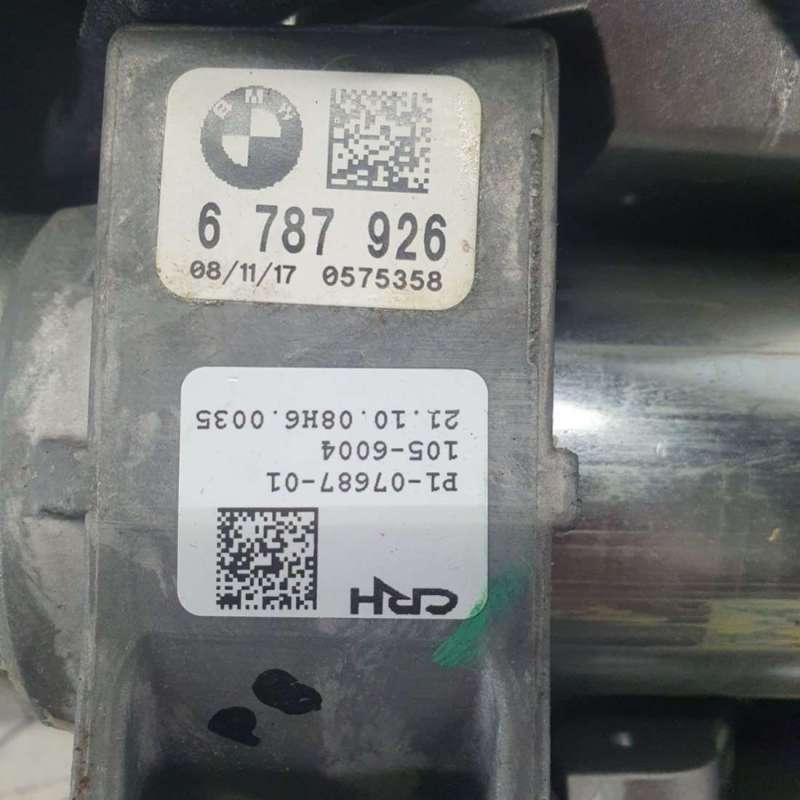 BMW
6 787 926
08/11/17 0575358
CRH
P1-07687-01
105-6004
21.10.08H6.0035